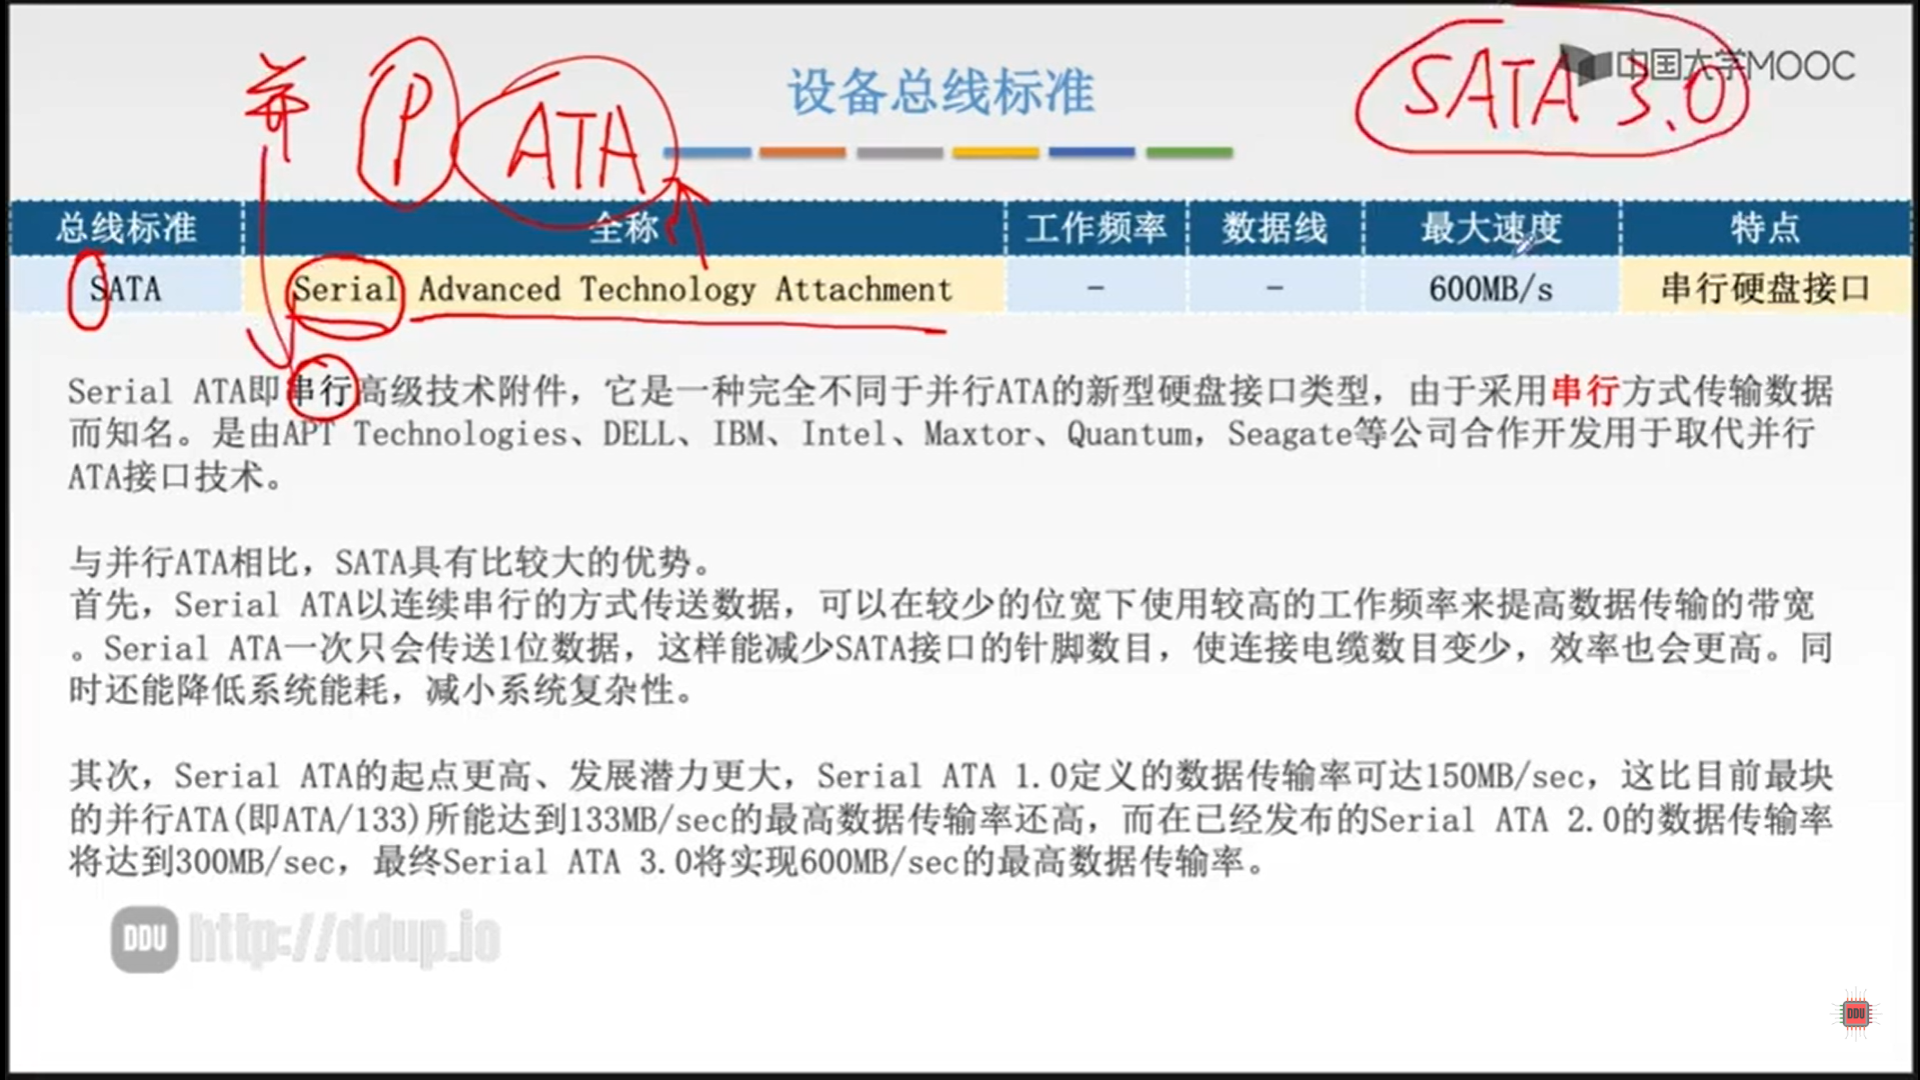 并 P ATA
设备总线标准
中国大学MOOC
SATA 3.0
总线标准 全称 工作频率 数据线 最大速度 特点
SATA Serial Advanced Technology Attachment - - 600MB/s 串行硬盘接口
Serial ATA即串行高级技术附件，它是一种完全不同于并行ATA的新型硬盘接口类型，由于采用串行方式传输数据
而知名。是由APT Technologies、DELL、IBM、Intel、Maxtor、Quantum，Seagate等公司合作开发用于取代并行
ATA接口技术。
与并行ATA相比，SATA具有比较大的优势。
首先，Serial ATA以连续串行的方式传送数据，可以在较少的位宽下使用较高的工作频率来提高数据传输的带宽
。Serial ATA一次只会传送1位数据，这样能减少SATA接口的针脚数目，使连接电缆数目变少，效率也会更高。同
时还能降低系统能耗，减小系统复杂性。
其次，Serial ATA的起点更高、发展潜力更大，Serial ATA 1.0定义的数据传输率可达150MB/sec，这比目前最块
的并行ATA(即ATA/133)所能达到133MB/sec的最高数据传输率还高，而在已经发布的Serial ATA 2.0的数据传输率
将达到300MB/sec，最终Serial ATA 3.0将实现600MB/sec的最高数据传输率。
DDU http://ddup.io
DDU